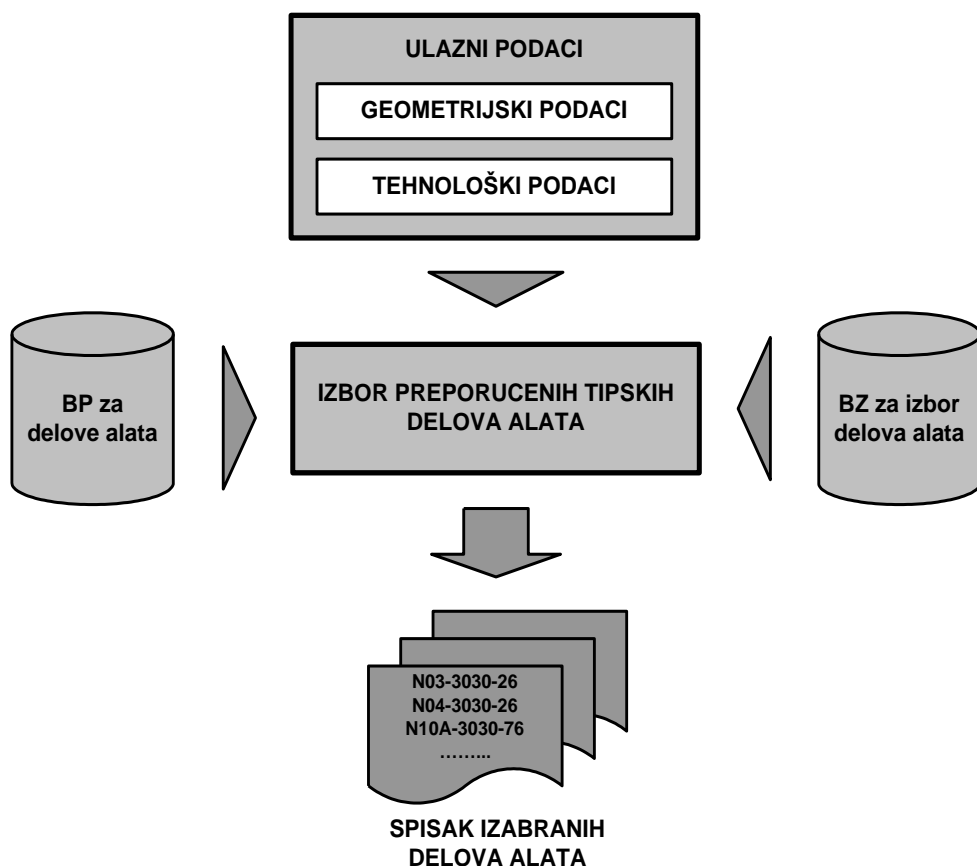 ULAZNI PODACI
GEOMETRIJSKI PODACI
TEHNOLOŠKI PODACI
BP za
delove alata
IZBOR PREPORUCENIH TIPSKIH
DELOVA ALATA
BZ za izbor
delova alata
N03-3030-26
N04-3030-26
N10A-3030-76
……...
SPISAK IZABRANIH
DELOVA ALATA